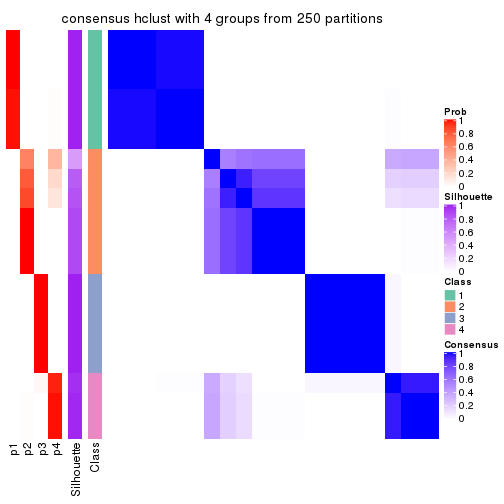 consensus hclust with 4 groups from 250 partitions
Prob
1
0.8
0.6
0.4
0.2
0
Silhouette
1
0.8
0.6
0.4
0.2
0
Class
1
2
3
4
Consensus
1
0.8
0.6
0.4
0.2
0
p1
p2
p3
p4
Silhouette
Class